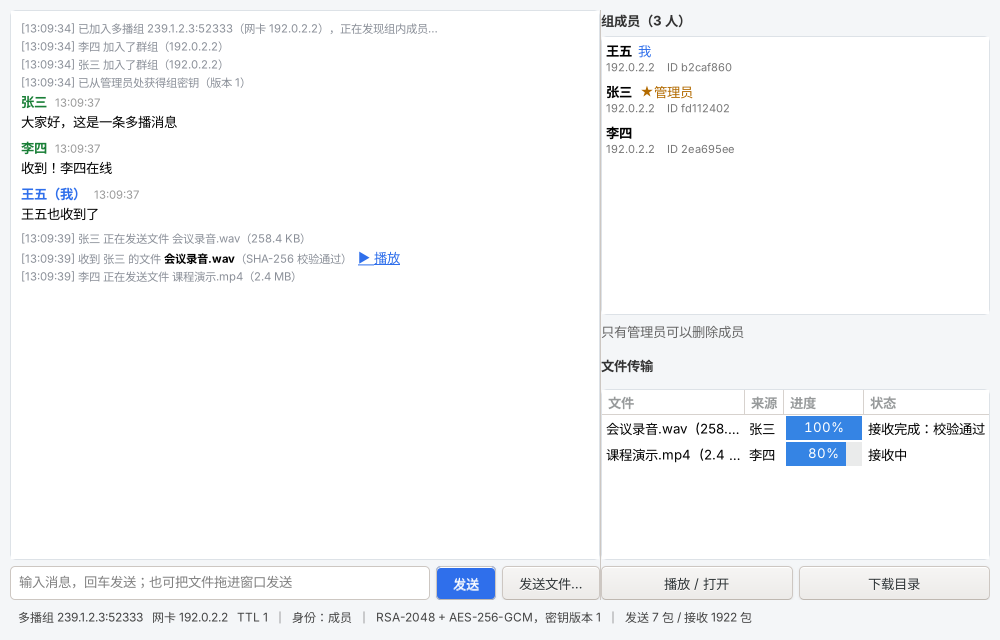 [13:09:34] 已加入多播组 239.1.2.3:52333（网卡 192.0.2.2），正在发现组内成员...
[13:09:34] 李四 加入了群组（192.0.2.2）
[13:09:34] 张三 加入了群组（192.0.2.2）
[13:09:34] 已从管理员处获得组密钥（版本 1）
张三 13:09:37
大家好，这是一条多播消息
李四 13:09:37
收到！李四在线
王五（我） 13:09:37
王五也收到了
[13:09:39] 张三 正在发送文件 会议录音.wav（258.4 KB）
[13:09:39] 收到 张三 的文件 会议录音.wav（SHA-256 校验通过） ▶ 播放
[13:09:39] 李四 正在发送文件 课程演示.mp4（2.4 MB）
输入消息，回车发送；也可把文件拖进窗口发送
发送
发送文件...
组成员（3 人）
王五 我
192.0.2.2 ID b2caf860
张三 ★管理员
192.0.2.2 ID fd112402
李四
192.0.2.2 ID 2ea695ee
只有管理员可以删除成员
文件传输
文件 来源 进度 状态
会议录音.wav（258.... 张三 100% 接收完成：校验通过
课程演示.mp4（2.4 ... 李四 80% 接收中
播放 / 打开
下载目录
多播组 239.1.2.3:52333 网卡 192.0.2.2 TTL 1 | 身份：成员 | RSA-2048 + AES-256-GCM，密钥版本 1 | 发送 7 包 / 接收 1922 包